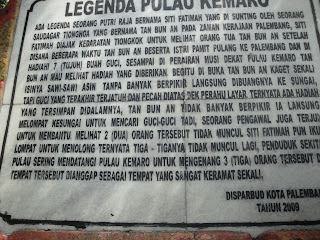 LEGENDA PULAU KEMARO
ADA LEGENDA SEORANG PUTRI RAJA BERNAMA SITI FATIMAH YANG DI SUNTING OLEH SEORANG
SAUDAGAR TIONGHOA YANG BERNAMA TAN BUN AN PADA ZAMAN KERAJAAN PALEMBANG, SITI
FATIMAH DIAJAK KEDARATAN TIONGKOK UNTUK MELIHAT ORANG TUA TAN BUN AN SETELAH
DISANA BEBERAPA WAKTU TAN BUN AN BESERTA ISTRI PAMIT PULANG KE PALEMBANG DAN DI
HADIAH 7 (TUJUH) BUAH GUCI, SESAMPAI DI PERAIRAN MUSI DEKAT PULAU KEMARO TAN
BUN AN MAU MELIHAT HADIAH YANG DIBERIKAN BEGITU DI BUKA TAN BUN AN KAGET SEKALI
ISINYA SAWI-SAWI ASIN TANPA BANYAK BERPIKIR LANGSUNG DIBUANGNYA KE SUNGAI,
TAPI GUCI YANG TERAKHIR TERJATUH DAN PECAH DIATAS DEK PERAHU LAYAR TERNYATA ADA HADIAH
YANG TERSIMPAN DIDALAMNYA, TAN BUN AN TIDAK BANYAK BERPIKIR IA LANGSUNG
MELOMPAT KESUNGAI UNTUK MENCARI GUCI-GUCI TADI, SEORANG PENGAWAL JUGA TERJUN
UNTUK MEMBANTU MELIHAT 2 (DUA) ORANG TERSEBUT TIDAK MUNCUL SITI FATIMAH PUN IKUT
LOMPAT UNTUK MENOLONG TERNYATA TIGA - TIGANYA TIDAK MUNCUL LAGI, PENDUDUK SEKITAR
PULAU SERING MENDATANGI PULAU KEMARO UNTUK MENGENANG 3 (TIGA) ORANG TERSEBUT DAN
TEMPAT TERSEBUT DIANGGAP SEBAGAI TEMPAT YANG SANGAT KERAMAT SEKALI.
DISPARBUD KOTA PALEMBANG
TAHUN 2009